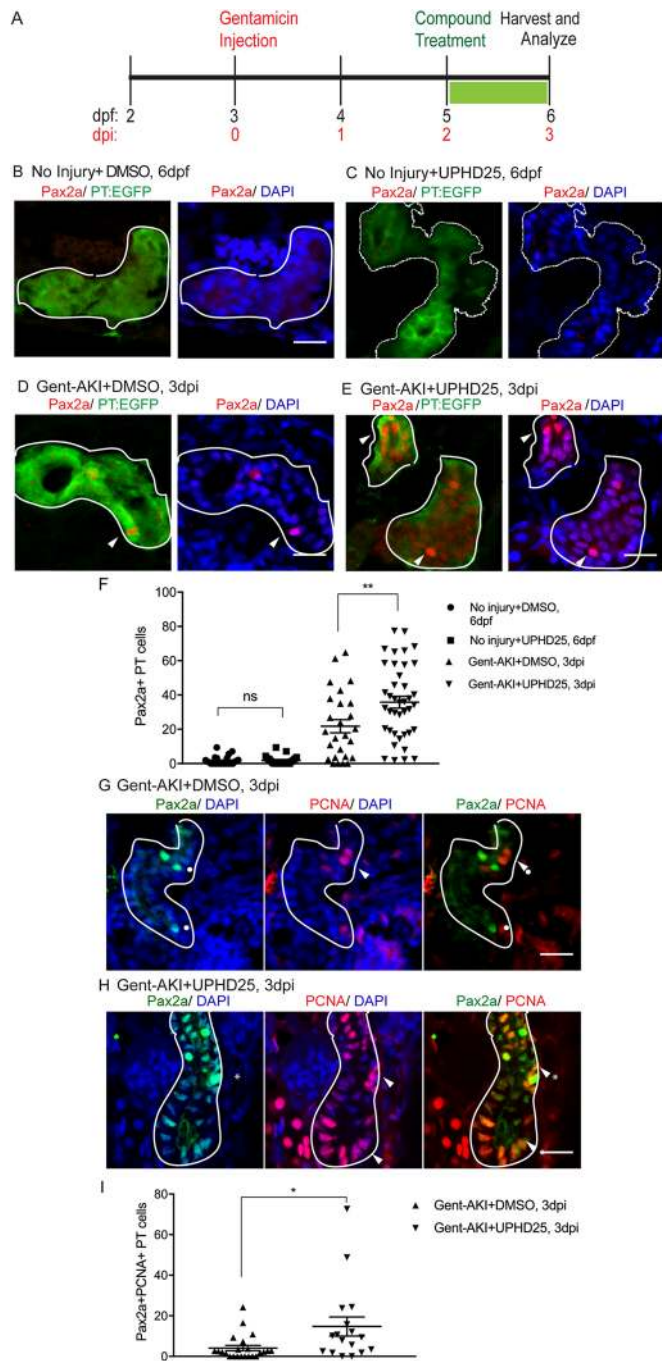 A
Gentamicin Injection
Compound Treatment
Harvest and Analyze
dpf: 2 3 4 5 6
dpi: 0 1 2 3
B No Injury+DMSO, 6dpf
Pax2a/ PT:EGFP Pax2a/ DAPI
C No Injury+UPHD25, 6dpf
Pax2a/ PT:EGFP Pax2a/ DAPI
D Gent-AKI+DMSO, 3dpi
Pax2a/ PT:EGFP Pax2a/ DAPI
E Gent-AKI+UPHD25, 3dpi
Pax2a/PT:EGFP Pax2a/DAPI
F
Pax2a+ PT cells
100
80
60
40
20
0
ns
**
No injury+DMSO,
6dpf
No injury+UPHD25, 6dpf
Gent-AKI+DMSO, 3dpi
Gent-AKI+UPHD25, 3dpi
G Gent-AKI+DMSO, 3dpi
Pax2a/ DAPI PCNA/ DAPI Pax2a/ PCNA
H Gent-AKI+UPHD25, 3dpi
Pax2a/ DAPI PCNA/ DAPI Pax2a/ PCNA
*
I
Pax2a+PCNA+ PT cells
80
60
40
20
0
*
Gent-AKI+DMSO, 3dpi
Gent-AKI+UPHD25, 3dpi